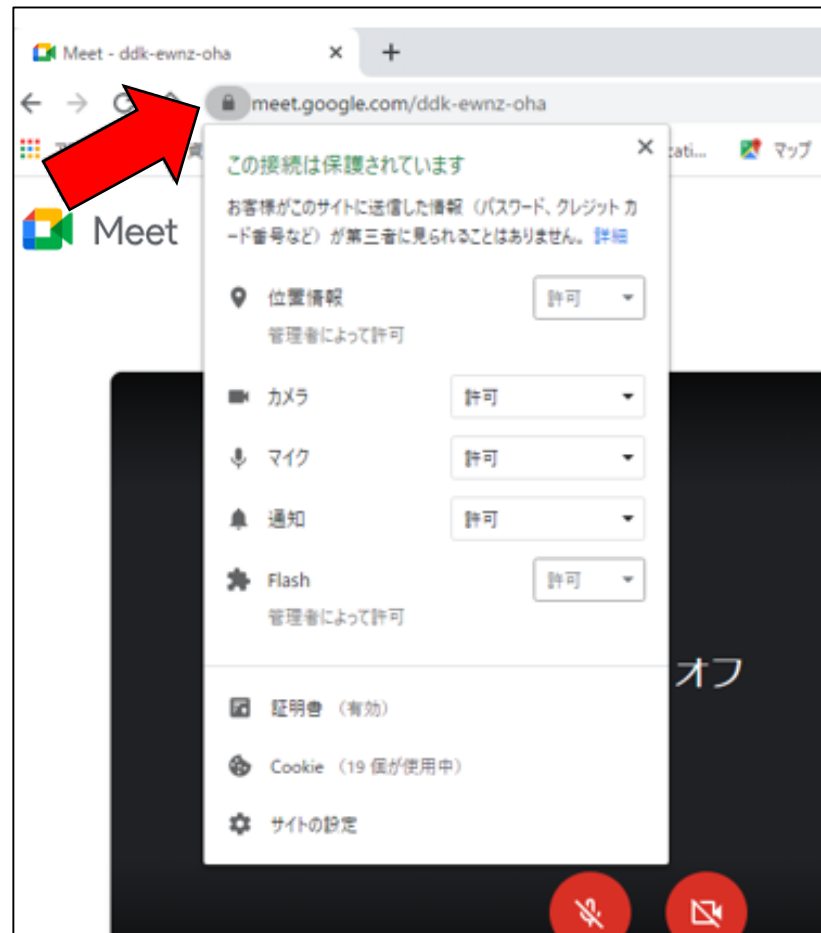 Meet - ddk-ewnz-oha
meet.google.com/ddk-ewnz-oha
マップ
Meet
この接続は保護されています
お客様がこのサイトに送信した情報（パスワード、クレジット カ
ード番号など）が第三者に見られることはありません。 詳細
位置情報 許可
管理者によって許可
カメラ 許可
マイク 許可
通知 許可
Flash 許可
管理者によって許可
オフ
証明書 （有効）
Cookie （19 個が使用中）
サイトの設定